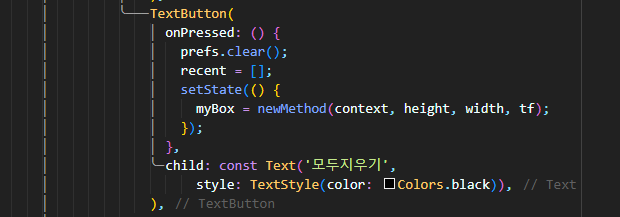 TextButton(
onPressed: () {
prefs.clear();
recent = [];
setState(() {
myBox = newMethod(context, height, width, tf);
});
},
child: const Text('모두지우기',
style: TextStyle(color: Colors.black)), // Text
), // TextButton